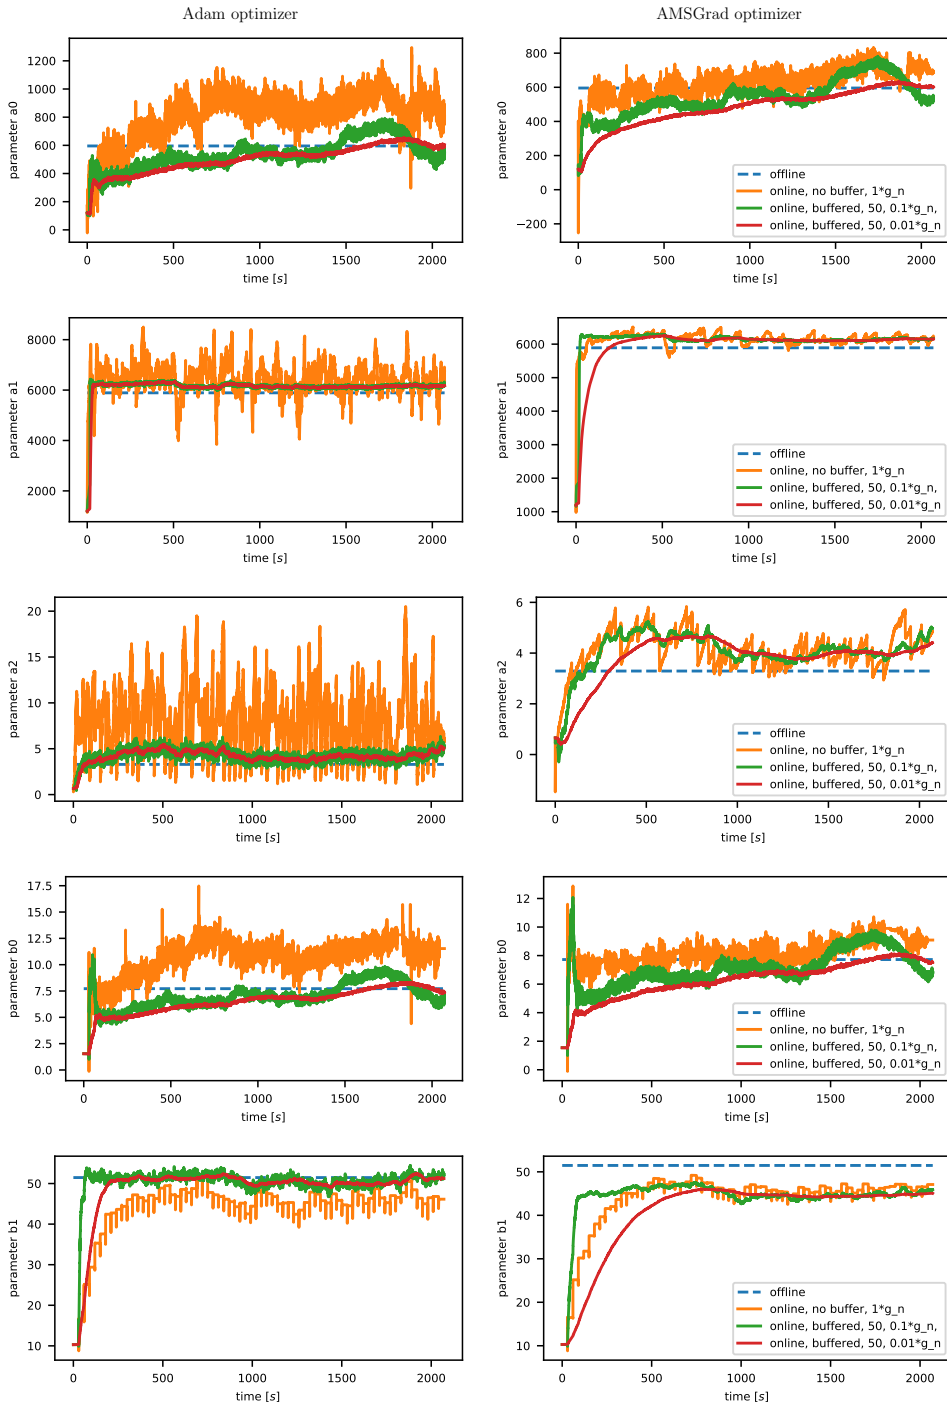 Adam optimizer
AMSGrad optimizer
1200
1000
800
600
400
200
0
parameter a0
0 500 1000 1500 2000
time [s]
800
600
400
200
0
−200
parameter a0
offline
online, no buffer, 1*g_n
online, buffered, 50, 0.1*g_n,
online, buffered, 50, 0.01*g_n
0 500 1000 1500 2000
time [s]
8000
6000
4000
2000
parameter a1
0 500 1000 1500 2000
time [s]
6000
5000
4000
3000
2000
1000
parameter a1
offline
online, no buffer, 1*g_n
online, buffered, 50, 0.1*g_n,
online, buffered, 50, 0.01*g_n
0 500 1000 1500 2000
time [s]
20
15
10
5
0
parameter a2
0 500 1000 1500 2000
time [s]
6
4
2
0
parameter a2
offline
online, no buffer, 1*g_n
online, buffered, 50, 0.1*g_n,
online, buffered, 50, 0.01*g_n
0 500 1000 1500 2000
time [s]
17.5
15.0
12.5
10.0
7.5
5.0
2.5
0.0
parameter b0
0 500 1000 1500 2000
time [s]
12
10
8
6
4
2
0
parameter b0
offline
online, no buffer, 1*g_n
online, buffered, 50, 0.1*g_n,
online, buffered, 50, 0.01*g_n
0 500 1000 1500 2000
time [s]
50
40
30
20
10
parameter b1
0 500 1000 1500 2000
time [s]
50
40
30
20
10
parameter b1
offline
online, no buffer, 1*g_n
online, buffered, 50, 0.1*g_n,
online, buffered, 50, 0.01*g_n
0 500 1000 1500 2000
time [s]